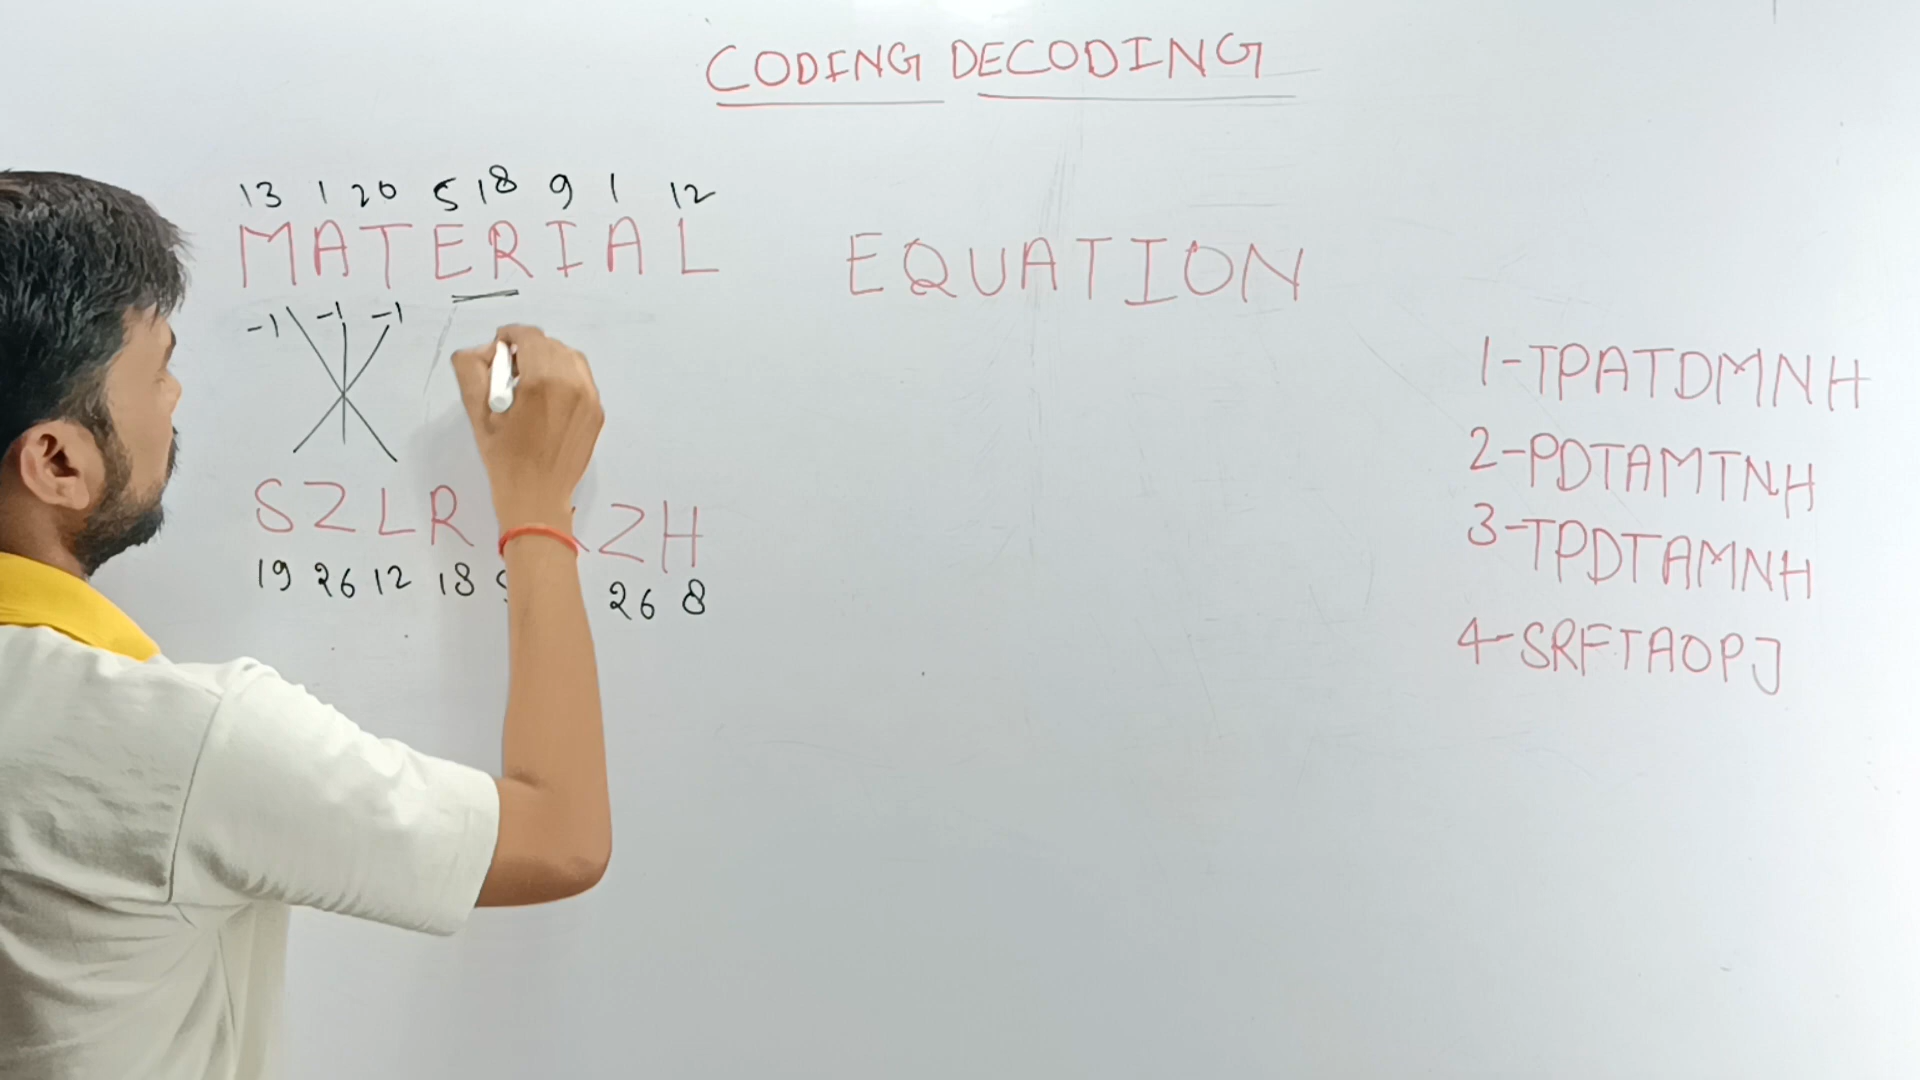 CODING DECODING
13 1 20 5 18 9 1 12
MATERIAL
EQUATION
-1 -1 -1
SZLR ZH
19 26 12 18 26 8
1-TPATDMNH
2-PDTAMTNH
3-TPDTAMNH
4-SRFTAOPJ